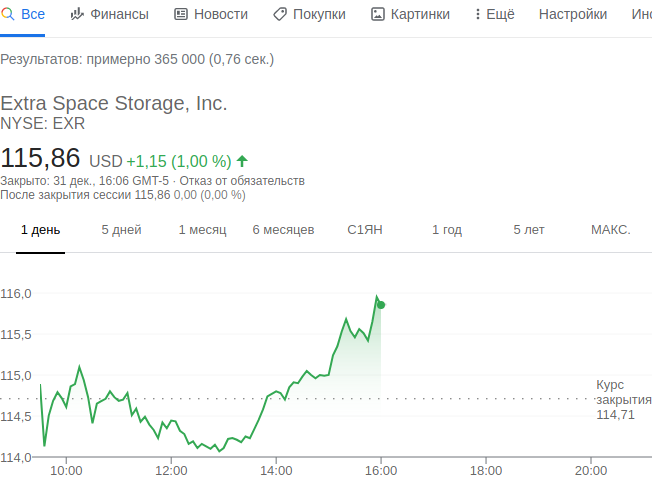 Все Финансы Новости Покупки Картинки Ещё Настройки Инс
Результатов: примерно 365 000 (0,76 сек.)
Extra Space Storage, Inc.
NYSE: EXR
115,86 USD +1,15 (1,00 %)
Закрыто: 31 дек., 16:06 GMT-5 · Отказ от обязательств
После закрытия сессии 115,86 0,00 (0,00 %)
1 день 5 дней 1 месяц 6 месяцев С1ЯН 1 год 5 лет МАКС.
116,0
115,5
115,0
114,5
114,0
Курс
закрытия
114,71
10:00 12:00 14:00 16:00 18:00 20:00